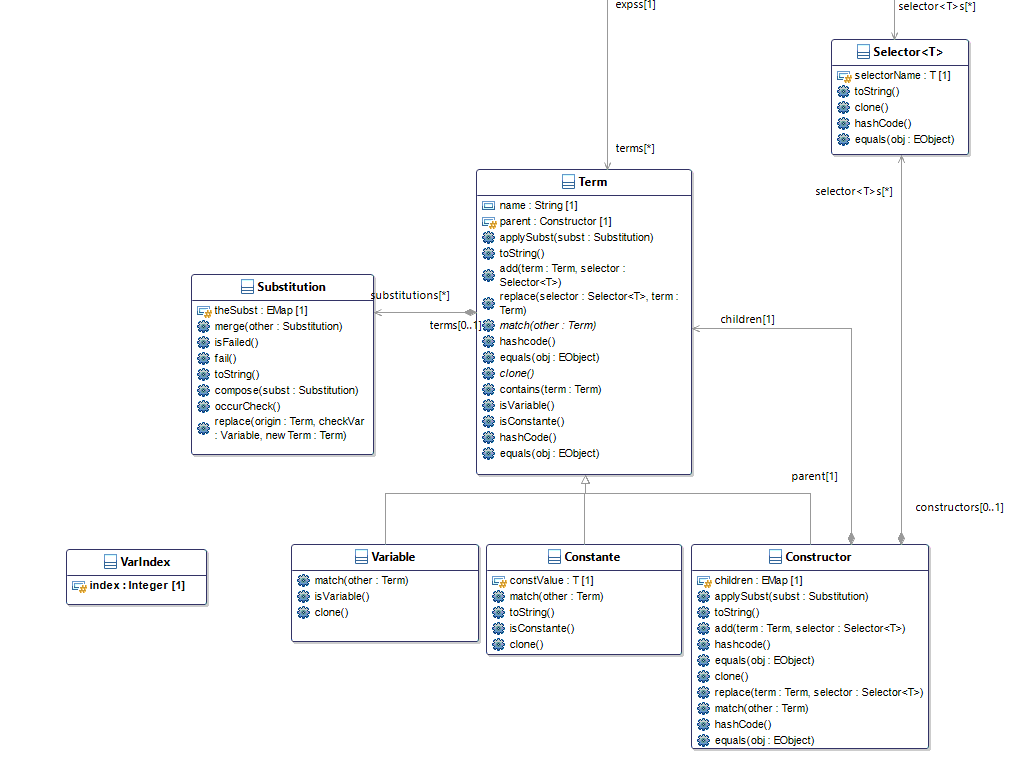 expss[1]
selector<T>s[*]
Selector<T>
selectorName : T [1]
toString()
clone()
hashCode()
equals(obj : EObject)
terms[*]
selector<T>s[*]
Term
name : String [1]
parent : Constructor [1]
applySubst(subst : Substitution)
toString()
add(term : Term, selector :
Selector<T>)
replace(selector : Selector<T>, term :
Term)
match(other : Term)
hashcode()
equals(obj : EObject)
clone()
contains(term : Term)
isVariable()
isConstante()
hashCode()
equals(obj : EObject)
Substitution
theSubst : EMap [1]
merge(other : Substitution)
isFailed()
fail()
toString()
compose(subst : Substitution)
occurCheck()
replace(origin : Term, checkVar
: Variable, new Term : Term)
substitutions[*]
terms[0..1]
children[1]
parent[1]
constructors[0..1]
VarIndex
index : Integer [1]
Variable
match(other : Term)
isVariable()
clone()
Constante
constValue : T [1]
match(other : Term)
toString()
isConstante()
clone()
Constructor
children : EMap [1]
applySubst(subst : Substitution)
toString()
add(term : Term, selector : Selector<T>)
hashcode()
equals(obj : EObject)
clone()
replace(term : Term, selector : Selector<T>)
match(other : Term)
hashCode()
equals(obj : EObject)